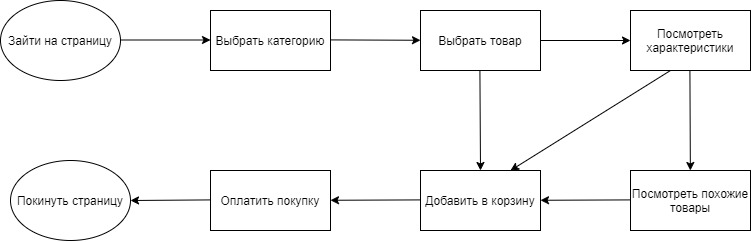 Зайти на страницу
Выбрать категорию
Выбрать товар
Посмотреть
характеристики
Покинуть страницу
Оплатить покупку
Добавить в корзину
Посмотреть похожие
товары